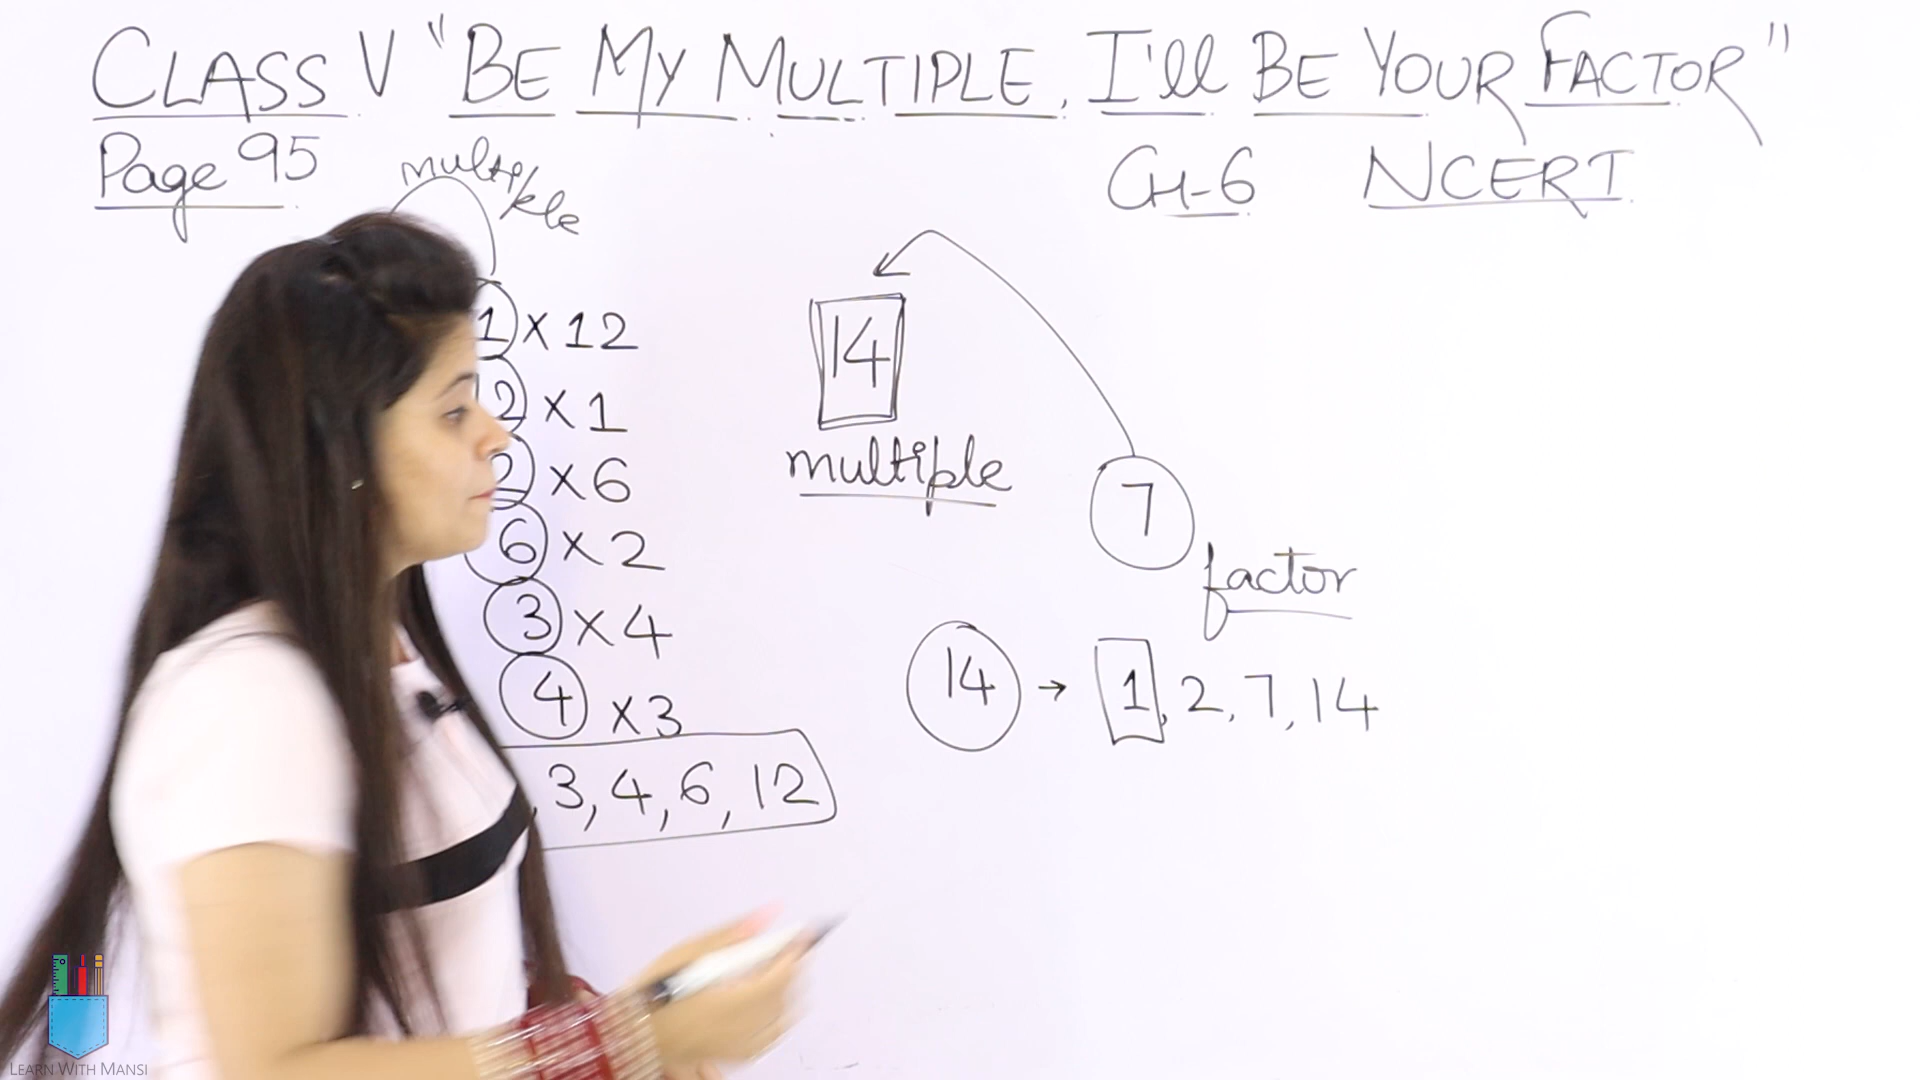 CLASS V "BE MY MULTIPLE, I'll BE YOUR FACTOR"
Page 95
CH-6 NCERT
multiple
1 x 12
2 x 1
2 x 6
6 x 2
3 x 4
4 x 3
, 3, 4, 6, 12
14
multiple
7
factor
14 → 1, 2, 7, 14
LEARN WITH MANSI